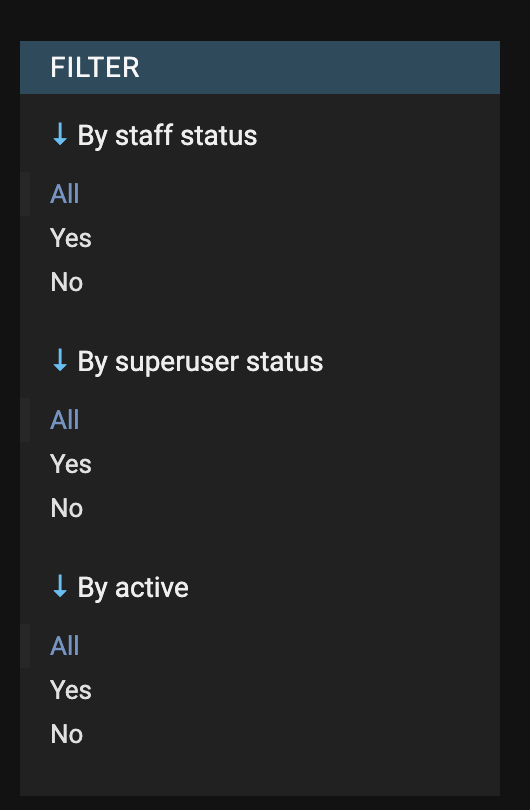 FILTER
↓ By staff status
All
Yes
No
↓ By superuser status
All
Yes
No
↓ By active
All
Yes
No